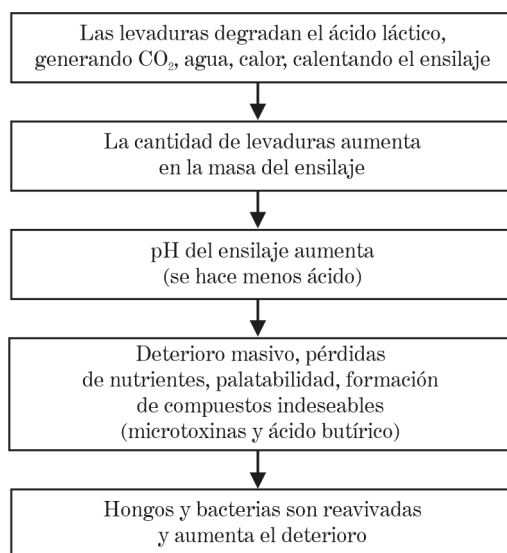 Las levaduras degradan el ácido láctico,
generando CO₂, agua, calor, calentando el ensilaje
La cantidad de levaduras aumenta
en la masa del ensilaje
pH del ensilaje aumenta
(se hace menos ácido)
Deterioro masivo, pérdidas
de nutrientes, palatabilidad, formación
de compuestos indeseables
(microtoxinas y ácido butírico)
Hongos y bacterias son reavivadas
y aumenta el deterioro